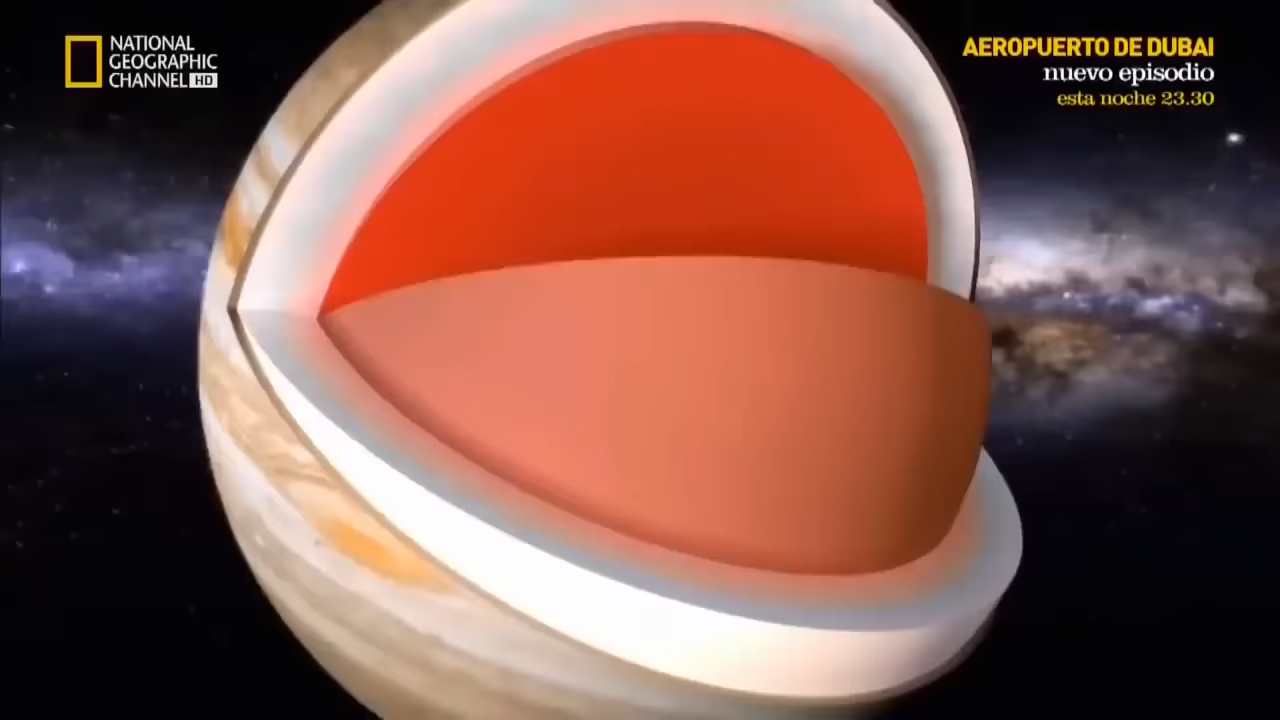 NATIONAL
GEOGRAPHIC
CHANNEL HD
AEROPUERTO DE DUBAI
nuevo episodio
esta noche 23.30